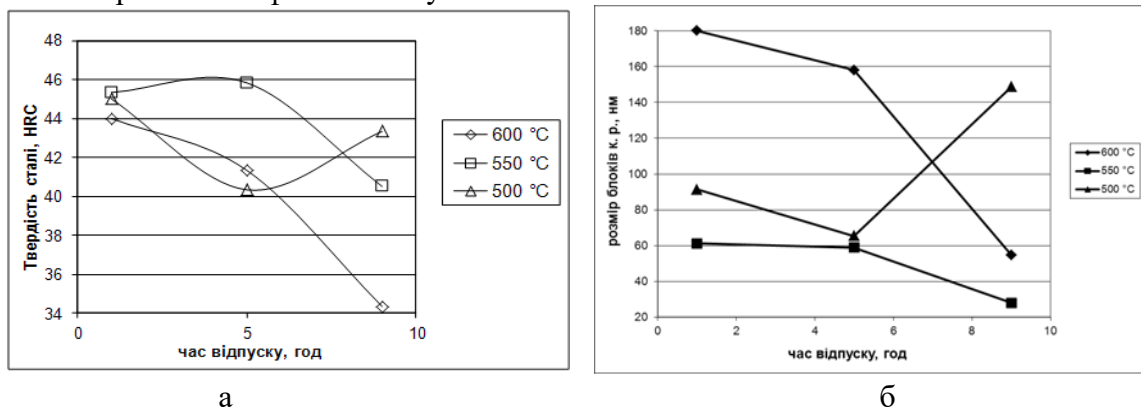 48
46
44
42
40
38
36
34
0
5
10
Твердість сталі, HRC
час відпуску, год
600 °C
550 °C
500 °C
а
180
160
140
120
100
80
60
40
20
0
2
4
6
8
10
розмір блоків к. р., нм
час відпуску, год
600 °C
550 °C
500 °C
б